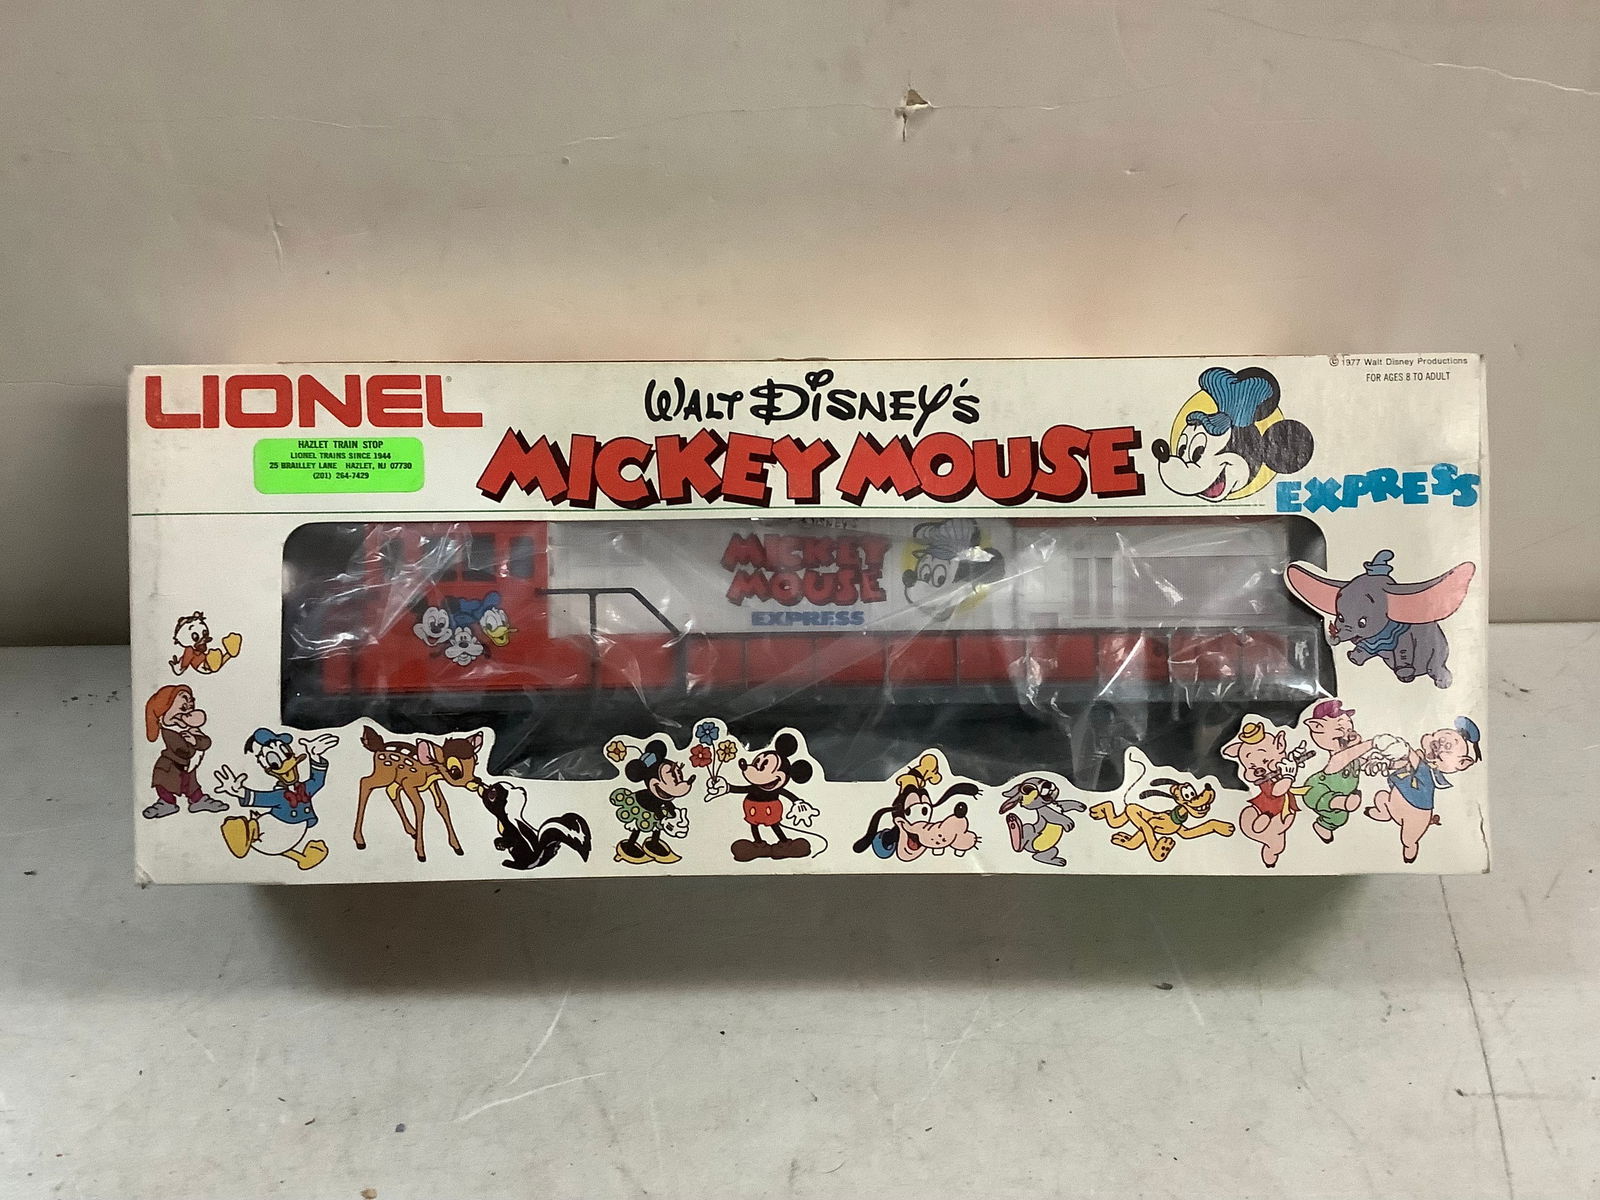 LIONEL
HAZLET TRAIN STOP
LIONEL TRAINS SINCE 1944
25 BRAILLEY LANE HAZLET, NJ 07730
(201) 264-7429
WALT DISNEY'S
MICKEY MOUSE
EXPRESS
© 1977 Walt Disney Productions
FOR AGES 8 TO ADULT
DISNEY'S
MICKEY
MOUSE
EXPRESS